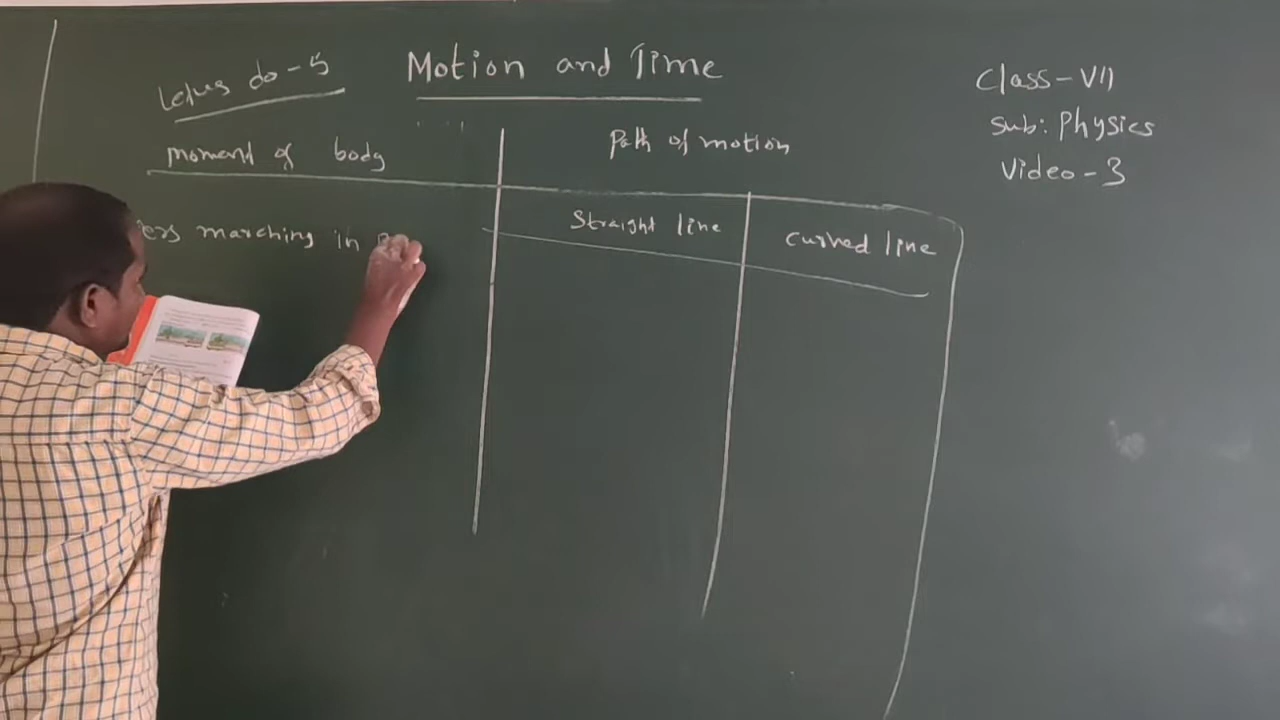 Letus do-5
Motion and Time
Class-VII
Sub: Physics
Video-3
moment of body
Path of motion
Straight line
curved line
marching in